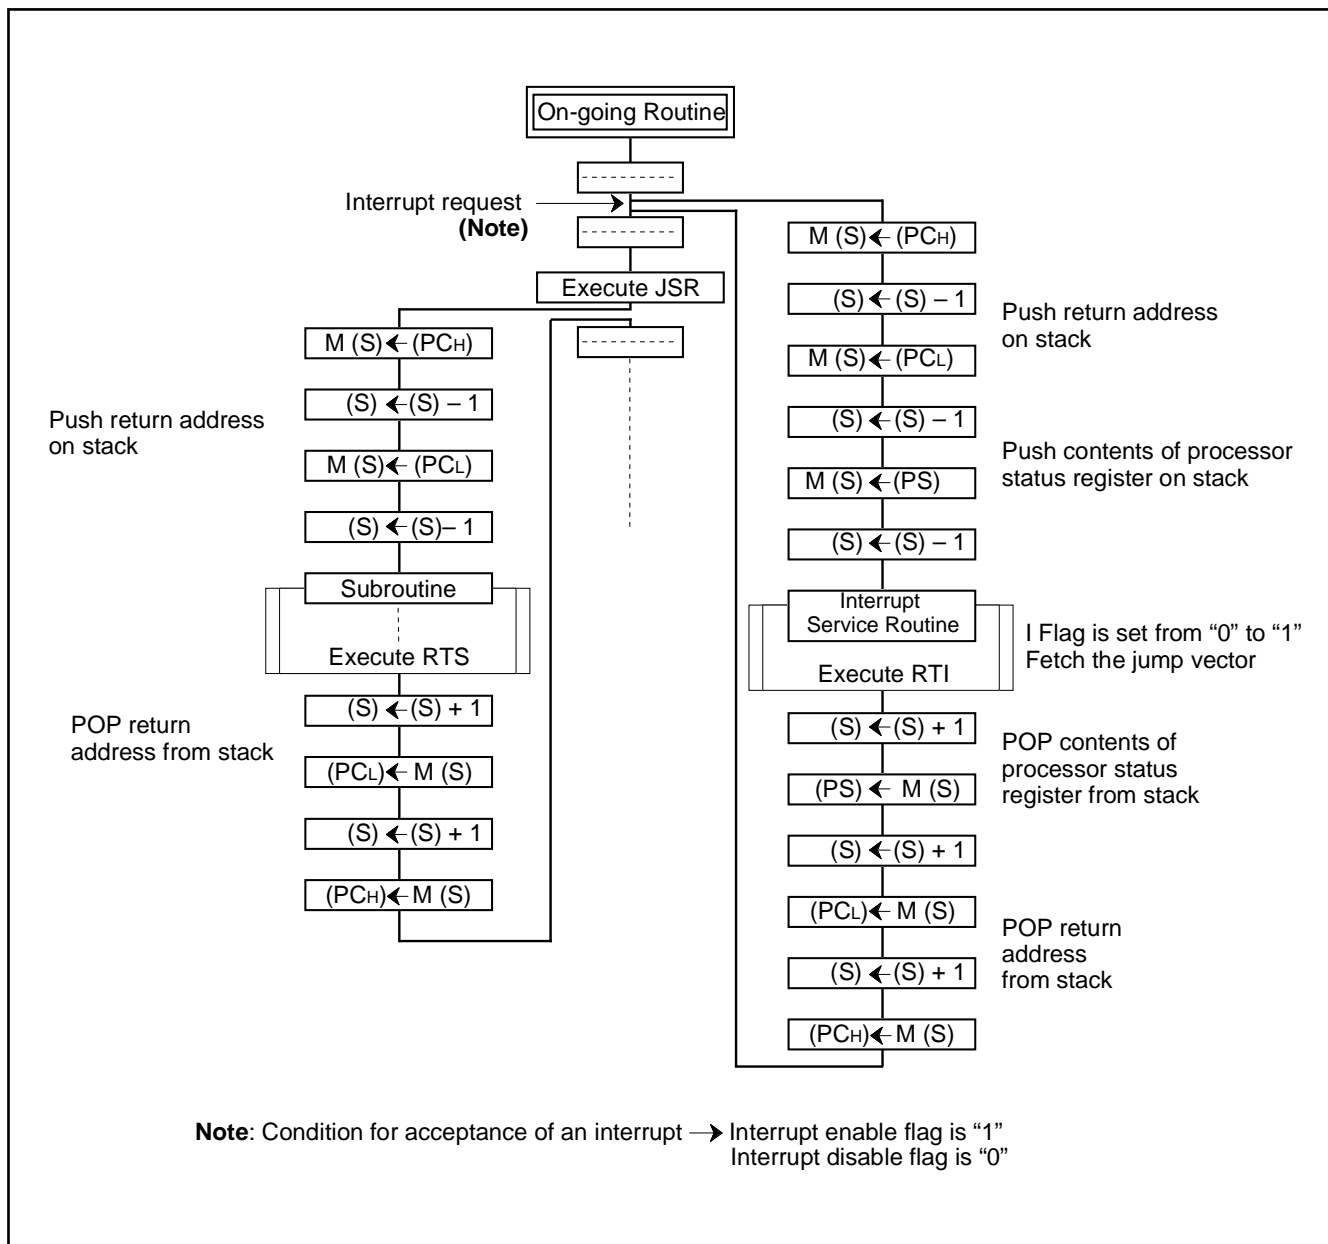 On-going Routine
Interrupt request
(Note)
Execute JSR
M (S) ← (PCH)
(S) ← (S) – 1
M (S) ← (PCL)
(S) ← (S)– 1
Push return address
on stack
Subroutine
Execute RTS
POP return
address from stack
(S) ← (S) + 1
(PCL) ← M (S)
(S) ← (S) + 1
(PCH) ← M (S)
M (S) ← (PCH)
(S) ← (S) – 1
M (S) ← (PCL)
(S) ← (S) – 1
M (S) ← (PS)
(S) ← (S) – 1
Push return address
on stack
Push contents of processor
status register on stack
Interrupt
Service Routine
Execute RTI
I Flag is set from “0” to “1”
Fetch the jump vector
(S) ← (S) + 1
(PS) ← M (S)
(S) ← (S) + 1
(PCL) ← M (S)
(S) ← (S) + 1
(PCH) ← M (S)
POP contents of
processor status
register from stack
POP return
address
from stack
Note: Condition for acceptance of an interrupt → Interrupt enable flag is “1”
Interrupt disable flag is “0”